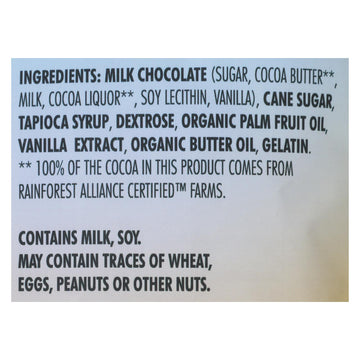 INGREDIENTS: MILK CHOCOLATE (SUGAR, COCOA BUTTER**,
MILK, COCOA LIQUOR**, SOY LECITHIN, VANILLA), CANE SUGAR,
TAPIOCA SYRUP, DEXTROSE, ORGANIC PALM FRUIT OIL,
VANILLA EXTRACT, ORGANIC BUTTER OIL, GELATIN.
** 100% OF THE COCOA IN THIS PRODUCT COMES FROM
RAINFOREST ALLIANCE CERTIFIED™ FARMS.
CONTAINS MILK, SOY.
MAY CONTAIN TRACES OF WHEAT,
EGGS, PEANUTS OR OTHER NUTS.